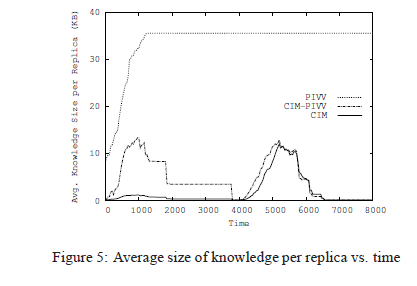 40
30
20
10
0
Avg. Knowledge Size per Replica (KB)
PIVV
CIM-PIVV
CIM
0 1000 2000 3000 4000 5000 6000 7000 8000
Time
Figure 5: Average size of knowledge per replica vs. time